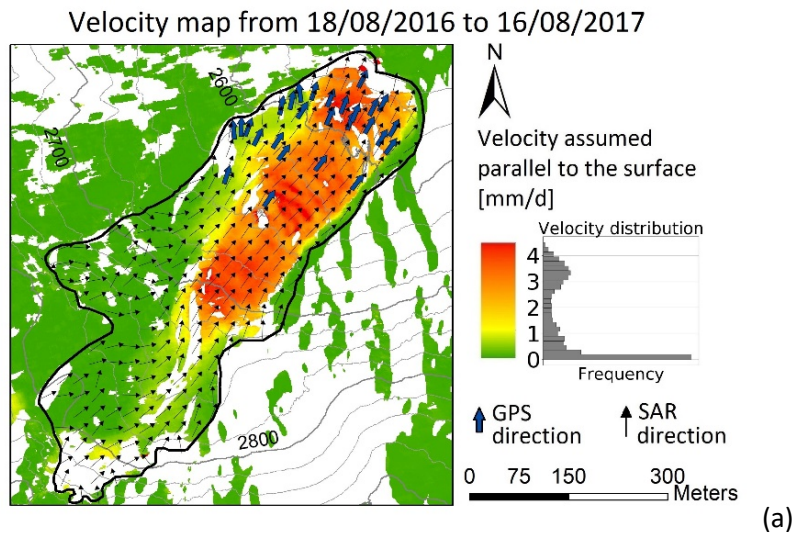 Velocity map from 18/08/2016 to 16/08/2017
2600
2700
2800
N
Velocity assumed
parallel to the surface
[mm/d]
Velocity distribution
4
3
2
1
0
Frequency
GPS
direction
SAR
direction
0 75 150 300
Meters
(a)